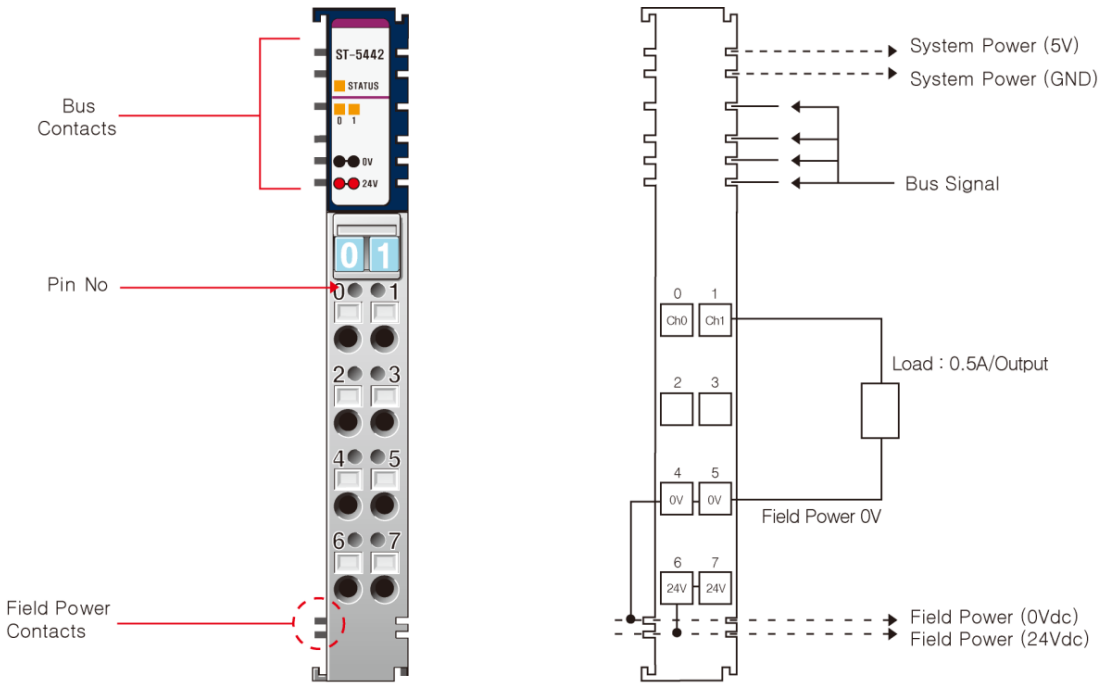 ST-5442
STATUS
0 1
0V
24V
Bus
Contacts
01
Pin No
0 1
2 3
4 5
6 7
Field Power
Contacts
System Power (5V)
System Power (GND)
Bus Signal
0 1
Ch0 Ch1
Load : 0.5A/Output
2 3
4 5
0V 0V
Field Power 0V
6 7
24V 24V
Field Power (0Vdc)
Field Power (24Vdc)